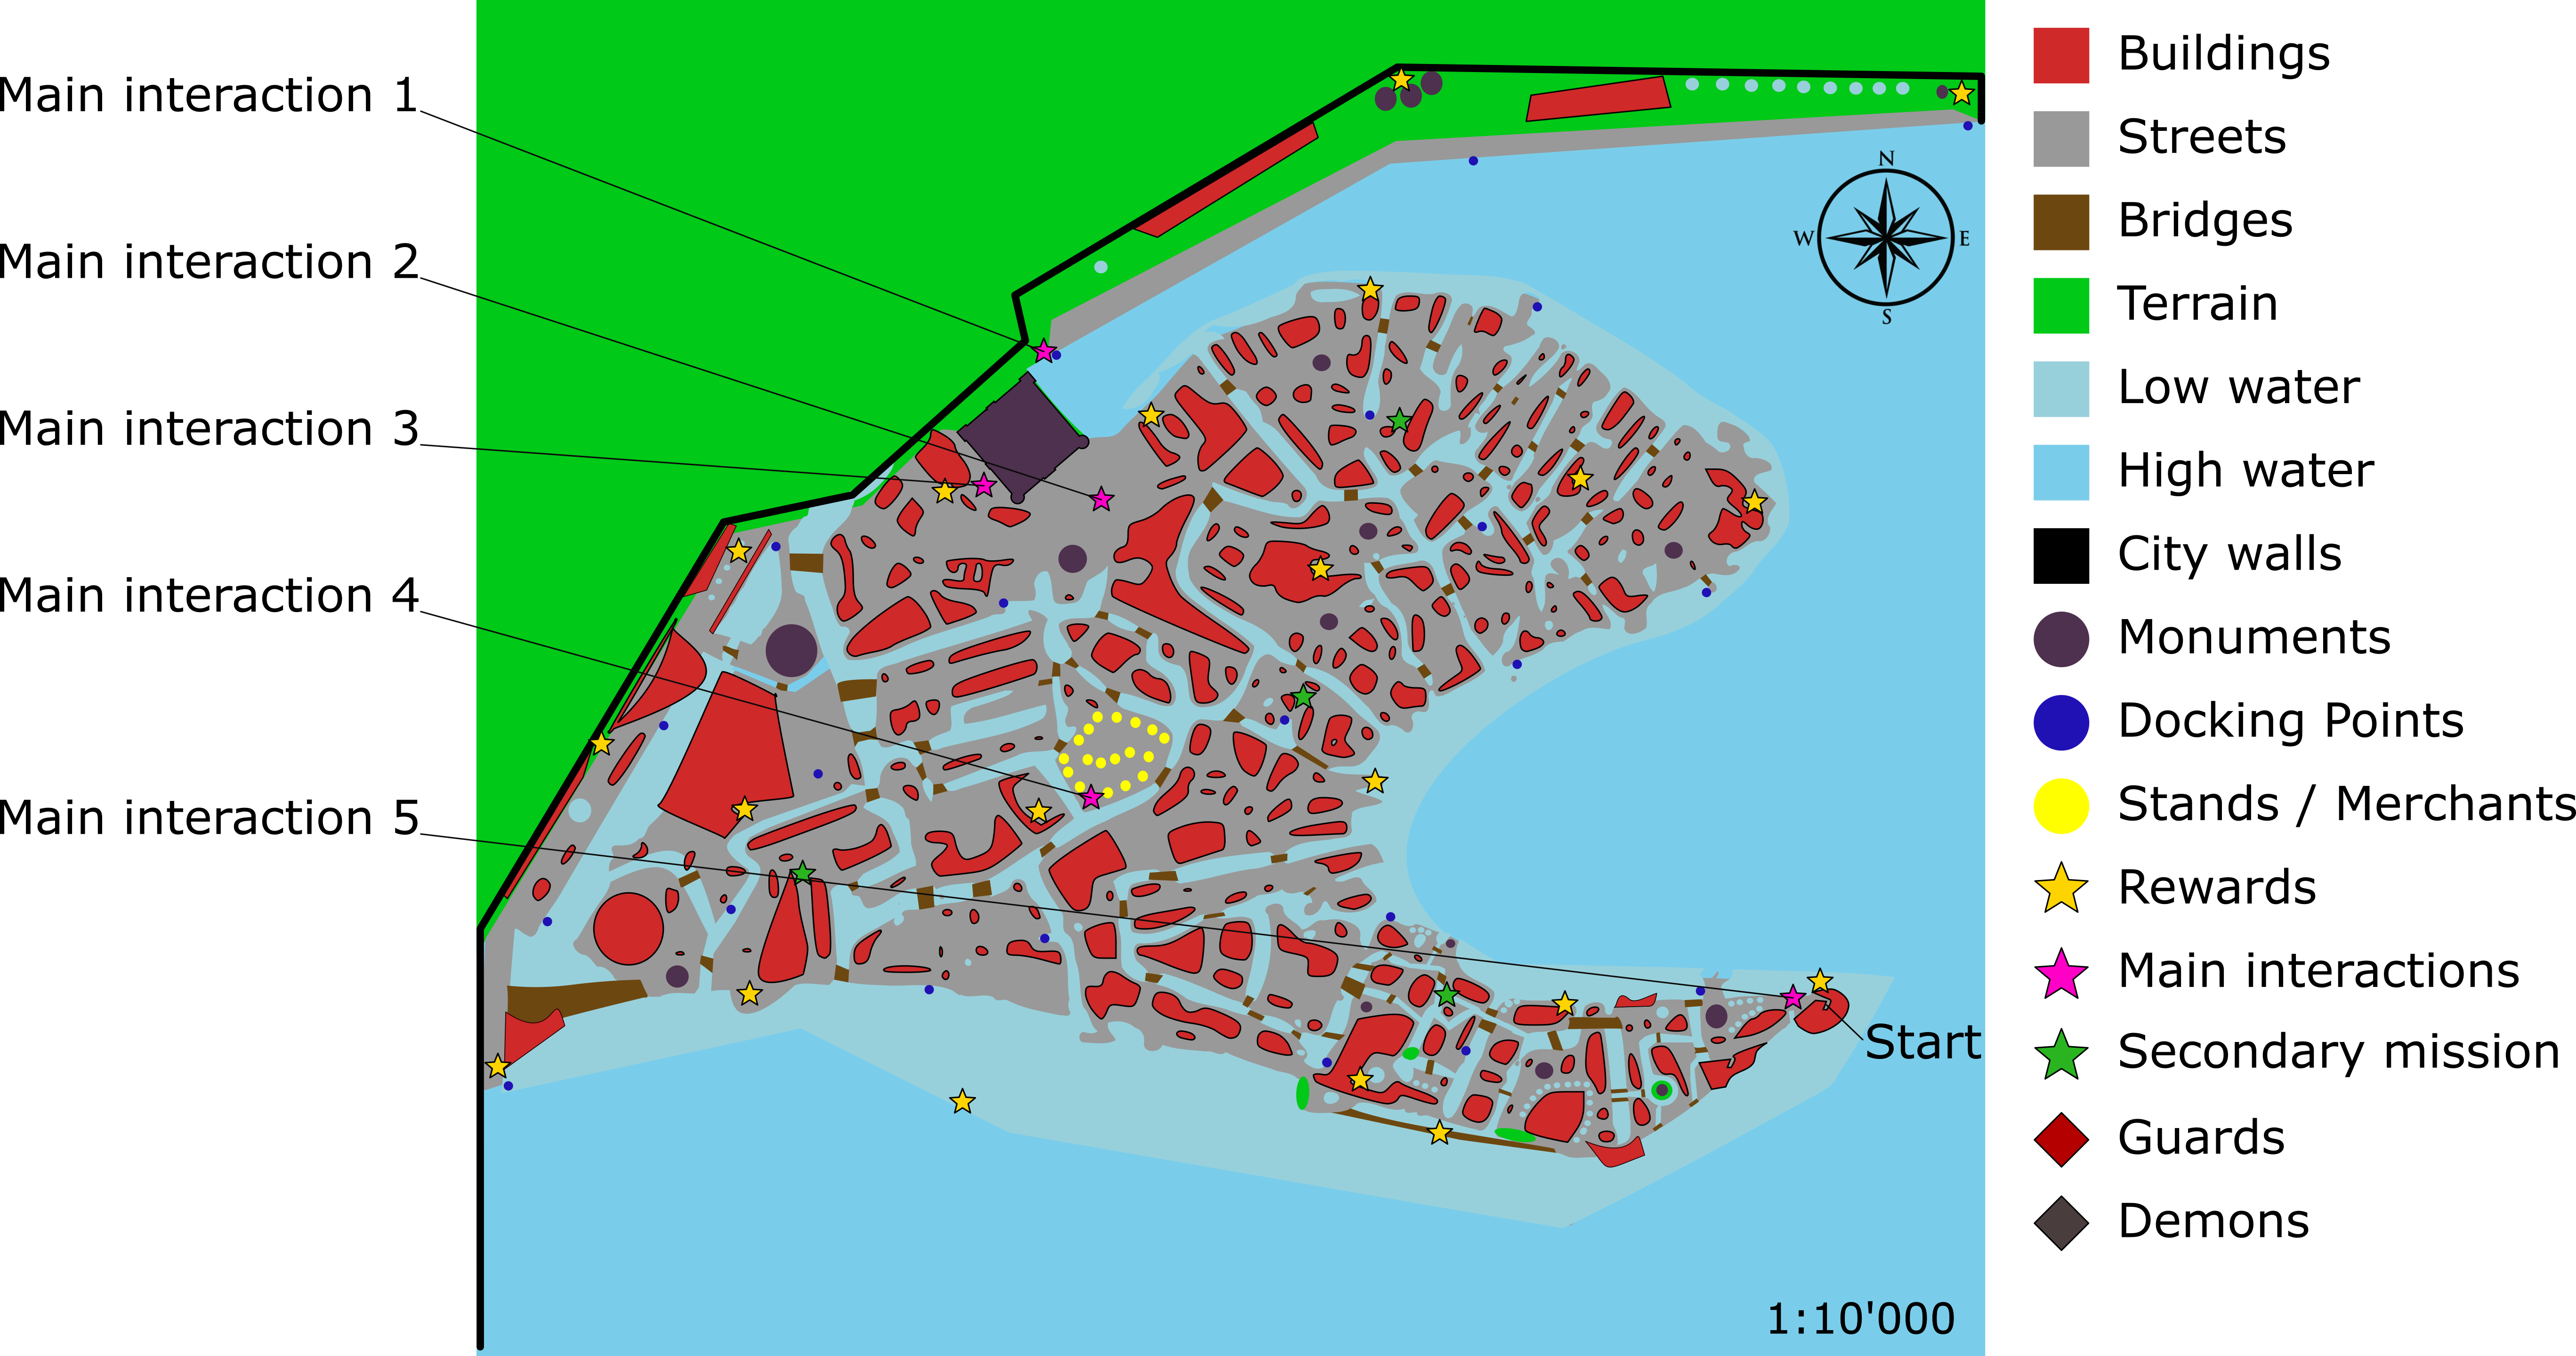 Main interaction 1
Main interaction 2
Main interaction 3
Main interaction 4
Main interaction 5
N
W
E
S
Start
1:10'000
Buildings
Streets
Bridges
Terrain
Low water
High water
City walls
Monuments
Docking Points
Stands / Merchants
Rewards
Main interactions
Secondary mission
Guards
Demons